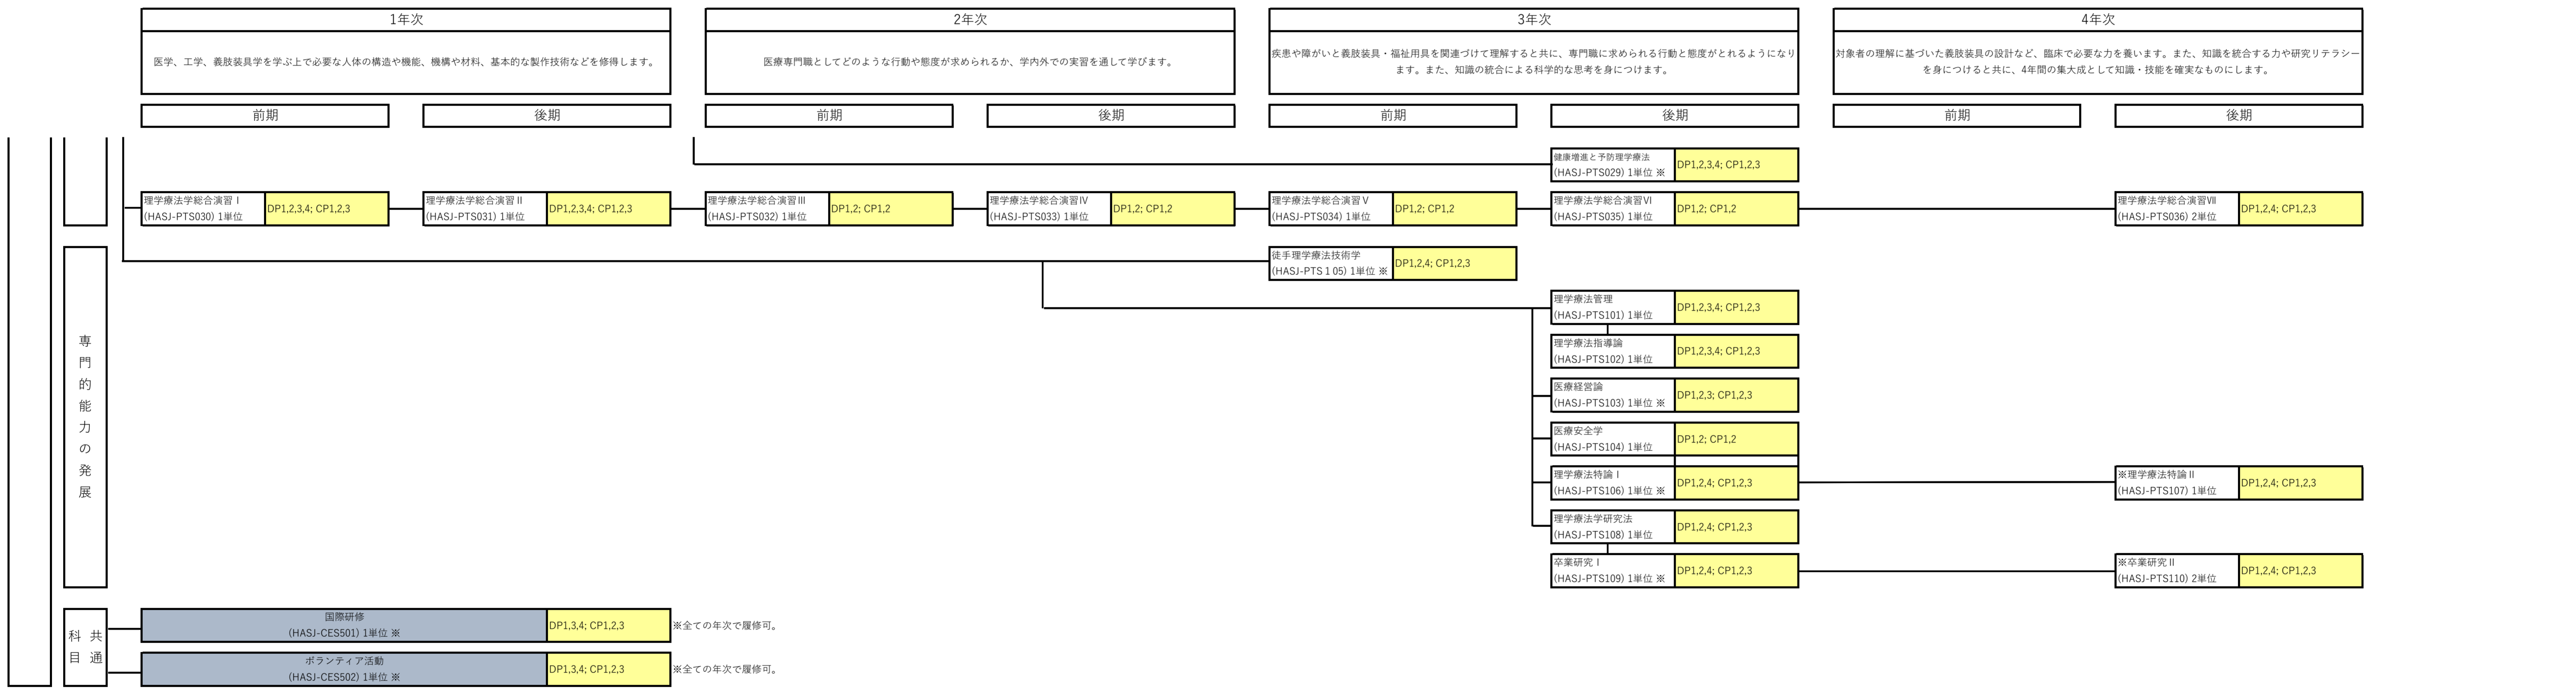 1年次
2年次
3年次
4年次
医学、工学、義肢装具学を学ぶ上で必要な人体の構造や機能、機構や材料、基本的な製作技術などを修得します。
医療専門職としてどのような行動や態度が求められるか、学内外での実習を通して学びます。
疾患や障がいと義肢装具・福祉用具を関連づけて理解すると共に、専門職に求められる行動と態度がとれるようになり
ます。また、知識の統合による科学的な思考を身につけます。
対象者の理解に基づいた義肢装具の設計など、臨床で必要な力を養います。また、知識を統合する力や研究リテラシー
を身につけると共に、4年間の集大成として知識・技能を確実なものにします。
前期
後期
前期
後期
前期
後期
前期
後期
健康増進と予防理学療法
(HASJ-PTS029) 1単位 ※
DP1,2,3,4; CP1,2,3
理学療法学総合演習Ⅰ
(HASJ-PTS030) 1単位
DP1,2,3,4; CP1,2,3
理学療法学総合演習Ⅱ
(HASJ-PTS031) 1単位
DP1,2,3,4; CP1,2,3
理学療法学総合演習Ⅲ
(HASJ-PTS032) 1単位
DP1,2; CP1,2
理学療法学総合演習Ⅳ
(HASJ-PTS033) 1単位
DP1,2; CP1,2
理学療法学総合演習Ⅴ
(HASJ-PTS034) 1単位
DP1,2; CP1,2
理学療法学総合演習Ⅵ
(HASJ-PTS035) 1単位
DP1,2; CP1,2
理学療法学総合演習Ⅶ
(HASJ-PTS036) 2単位
DP1,2,4; CP1,2,3
専門的能力の発展
徒手理学療法技術学
(HASJ-PTS１05) 1単位 ※
DP1,2,4; CP1,2,3
理学療法管理
(HASJ-PTS101) 1単位
DP1,2,3,4; CP1,2,3
理学療法指導論
(HASJ-PTS102) 1単位
DP1,2,3,4; CP1,2,3
医療経営論
(HASJ-PTS103) 1単位 ※
DP1,2,3; CP1,2,3
医療安全学
(HASJ-PTS104) 1単位
DP1,2; CP1,2
理学療法特論Ⅰ
(HASJ-PTS106) 1単位 ※
DP1,2,4; CP1,2,3
※理学療法特論Ⅱ
(HASJ-PTS107) 1単位
DP1,2,4; CP1,2,3
理学療法学研究法
(HASJ-PTS108) 1単位
DP1,2,4; CP1,2,3
卒業研究Ⅰ
(HASJ-PTS109) 1単位 ※
DP1,2,4; CP1,2,3
※卒業研究Ⅱ
(HASJ-PTS110) 2単位
DP1,2,4; CP1,2,3
共通
科目
国際研修
(HASJ-CES501) 1単位 ※
DP1,3,4; CP1,2,3
※全ての年次で履修可。
ボランティア活動
(HASJ-CES502) 1単位 ※
DP1,3,4; CP1,2,3
※全ての年次で履修可。